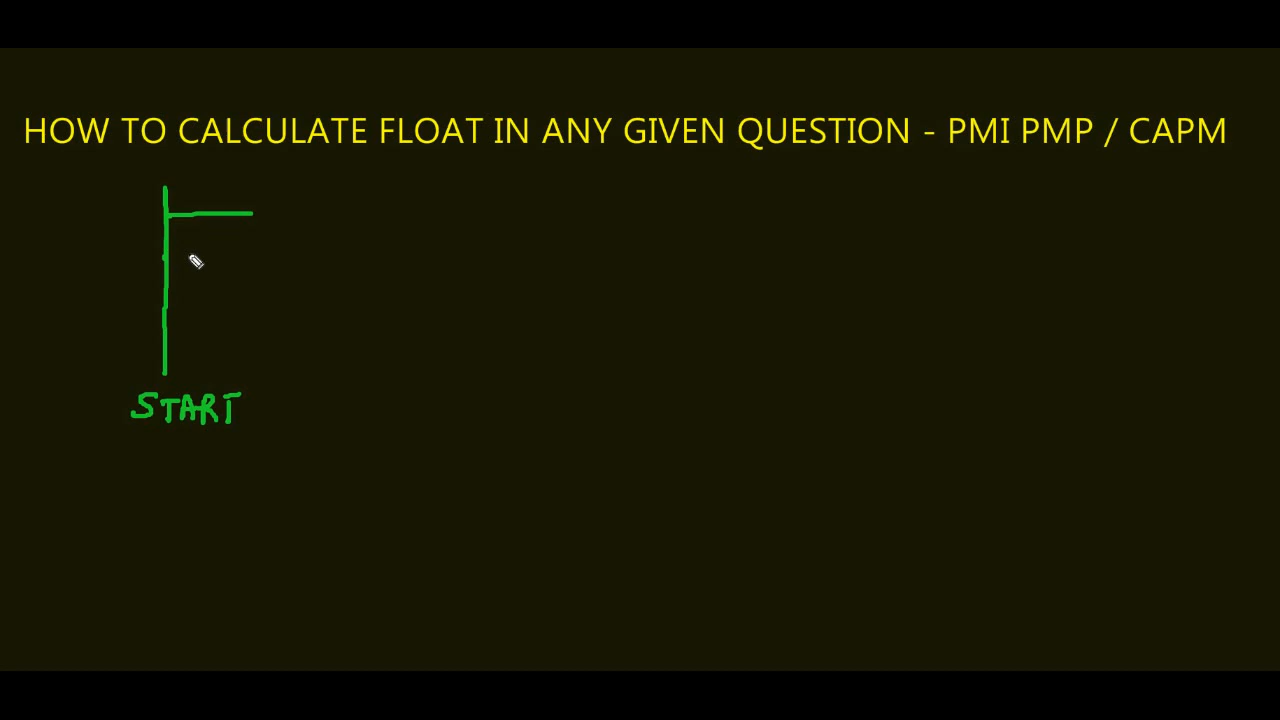 HOW TO CALCULATE FLOAT IN ANY GIVEN QUESTION - PMI PMP / CAPM
START